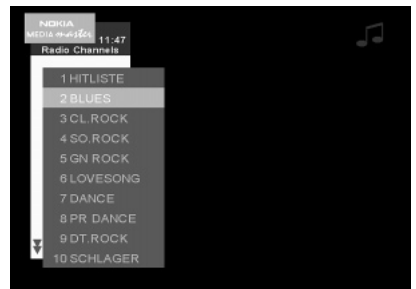 NOKIA
MEDIA master
11:47
Radio Channels
1 HITLISTE
2 BLUES
3 CL.ROCK
4 SO.ROCK
5 GN ROCK
6 LOVESONG
7 DANCE
8 PR DANCE
9 DT.ROCK
10 SCHLAGER